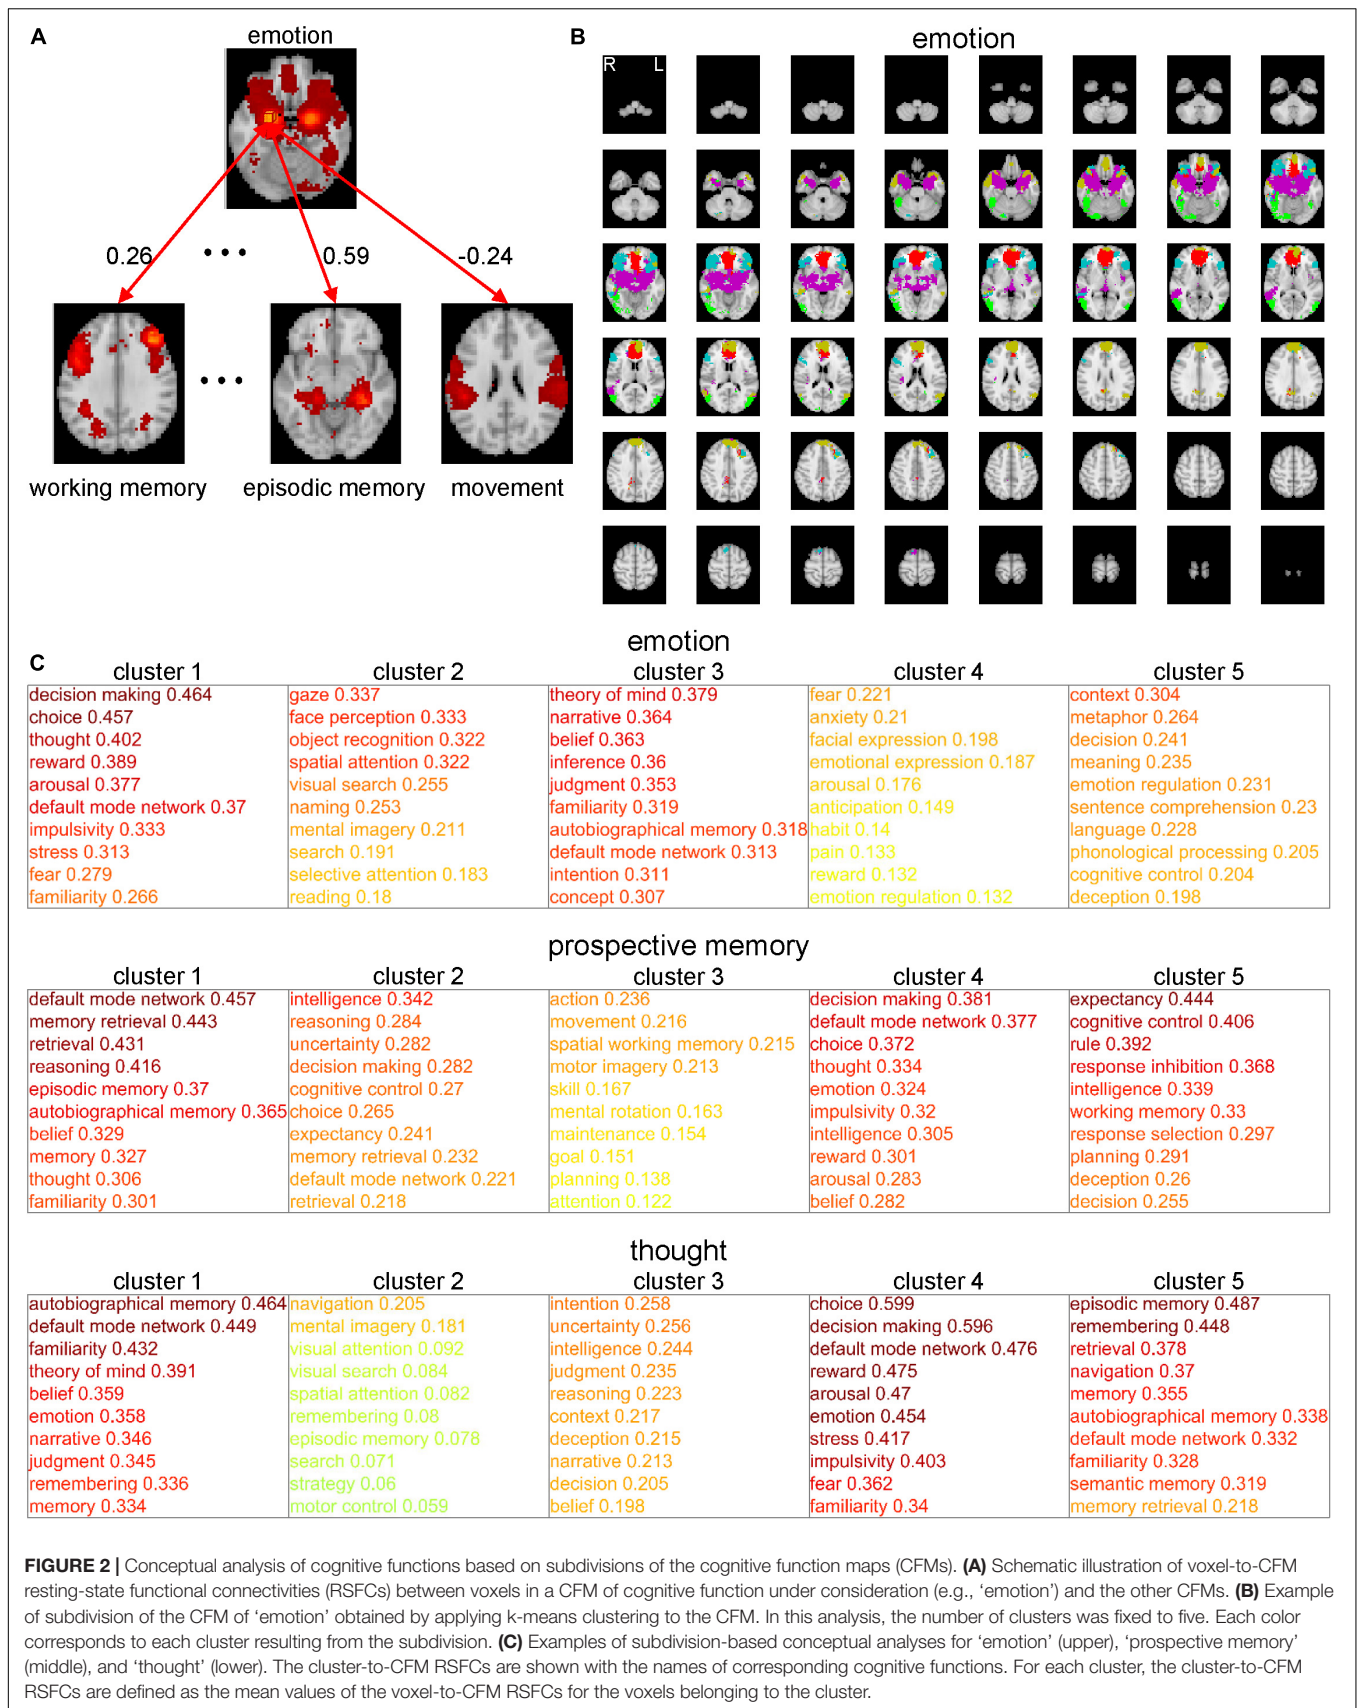 A
emotion
0.26
• • •
0.59
-0.24
• • •
working memory
episodic memory
movement
B
emotion
R L
C
emotion
cluster 1
decision making 0.464
choice 0.457
thought 0.402
reward 0.389
arousal 0.377
default mode network 0.37
impulsivity 0.333
stress 0.313
fear 0.279
familiarity 0.266
cluster 2
gaze 0.337
face perception 0.333
object recognition 0.322
spatial attention 0.322
visual search 0.255
naming 0.253
mental imagery 0.211
search 0.191
selective attention 0.183
reading 0.18
cluster 3
theory of mind 0.379
narrative 0.364
belief 0.363
inference 0.36
judgment 0.353
familiarity 0.319
autobiographical memory 0.318
default mode network 0.313
intention 0.311
concept 0.307
cluster 4
fear 0.221
anxiety 0.21
facial expression 0.198
emotional expression 0.187
arousal 0.176
anticipation 0.149
habit 0.14
pain 0.133
reward 0.132
emotion regulation 0.132
cluster 5
context 0.304
metaphor 0.264
decision 0.241
meaning 0.235
emotion regulation 0.231
sentence comprehension 0.23
language 0.228
phonological processing 0.205
cognitive control 0.204
deception 0.198
prospective memory
cluster 1
default mode network 0.457
memory retrieval 0.443
retrieval 0.431
reasoning 0.416
episodic memory 0.37
autobiographical memory 0.365
belief 0.329
memory 0.327
thought 0.306
familiarity 0.301
cluster 2
intelligence 0.342
reasoning 0.284
uncertainty 0.282
decision making 0.282
cognitive control 0.27
choice 0.265
expectancy 0.241
memory retrieval 0.232
default mode network 0.221
retrieval 0.218
cluster 3
action 0.236
movement 0.216
spatial working memory 0.215
motor imagery 0.213
skill 0.167
mental rotation 0.163
maintenance 0.154
goal 0.151
planning 0.138
attention 0.122
cluster 4
decision making 0.381
default mode network 0.377
choice 0.372
thought 0.334
emotion 0.324
impulsivity 0.32
intelligence 0.305
reward 0.301
arousal 0.283
belief 0.282
cluster 5
expectancy 0.444
cognitive control 0.406
rule 0.392
response inhibition 0.368
intelligence 0.339
working memory 0.33
response selection 0.297
planning 0.291
deception 0.26
decision 0.255
thought
cluster 1
autobiographical memory 0.464
default mode network 0.449
familiarity 0.432
theory of mind 0.391
belief 0.359
emotion 0.358
narrative 0.346
judgment 0.345
remembering 0.336
memory 0.334
cluster 2
navigation 0.205
mental imagery 0.181
visual attention 0.092
visual search 0.084
spatial attention 0.082
remembering 0.08
episodic memory 0.078
search 0.071
strategy 0.06
motor control 0.059
cluster 3
intention 0.258
uncertainty 0.256
intelligence 0.244
judgment 0.235
reasoning 0.223
context 0.217
deception 0.215
narrative 0.213
decision 0.205
belief 0.198
cluster 4
choice 0.599
decision making 0.596
default mode network 0.476
reward 0.475
arousal 0.47
emotion 0.454
stress 0.417
impulsivity 0.403
fear 0.362
familiarity 0.34
cluster 5
episodic memory 0.487
remembering 0.448
retrieval 0.378
navigation 0.37
memory 0.355
autobiographical memory 0.338
default mode network 0.332
familiarity 0.328
semantic memory 0.319
memory retrieval 0.218
FIGURE 2 | Conceptual analysis of cognitive functions based on subdivisions of the cognitive function maps (CFMs). (A) Schematic illustration of voxel-to-CFM
resting-state functional connectivities (RSFCs) between voxels in a CFM of cognitive function under consideration (e.g., ‘emotion’) and the other CFMs. (B) Example
of subdivision of the CFM of ‘emotion’ obtained by applying k-means clustering to the CFM. In this analysis, the number of clusters was fixed to five. Each color
corresponds to each cluster resulting from the subdivision. (C) Examples of subdivision-based conceptual analyses for ‘emotion’ (upper), ‘prospective memory’
(middle), and ‘thought’ (lower). The cluster-to-CFM RSFCs are shown with the names of corresponding cognitive functions. For each cluster, the cluster-to-CFM
RSFCs are defined as the mean values of the voxel-to-CFM RSFCs for the voxels belonging to the cluster.